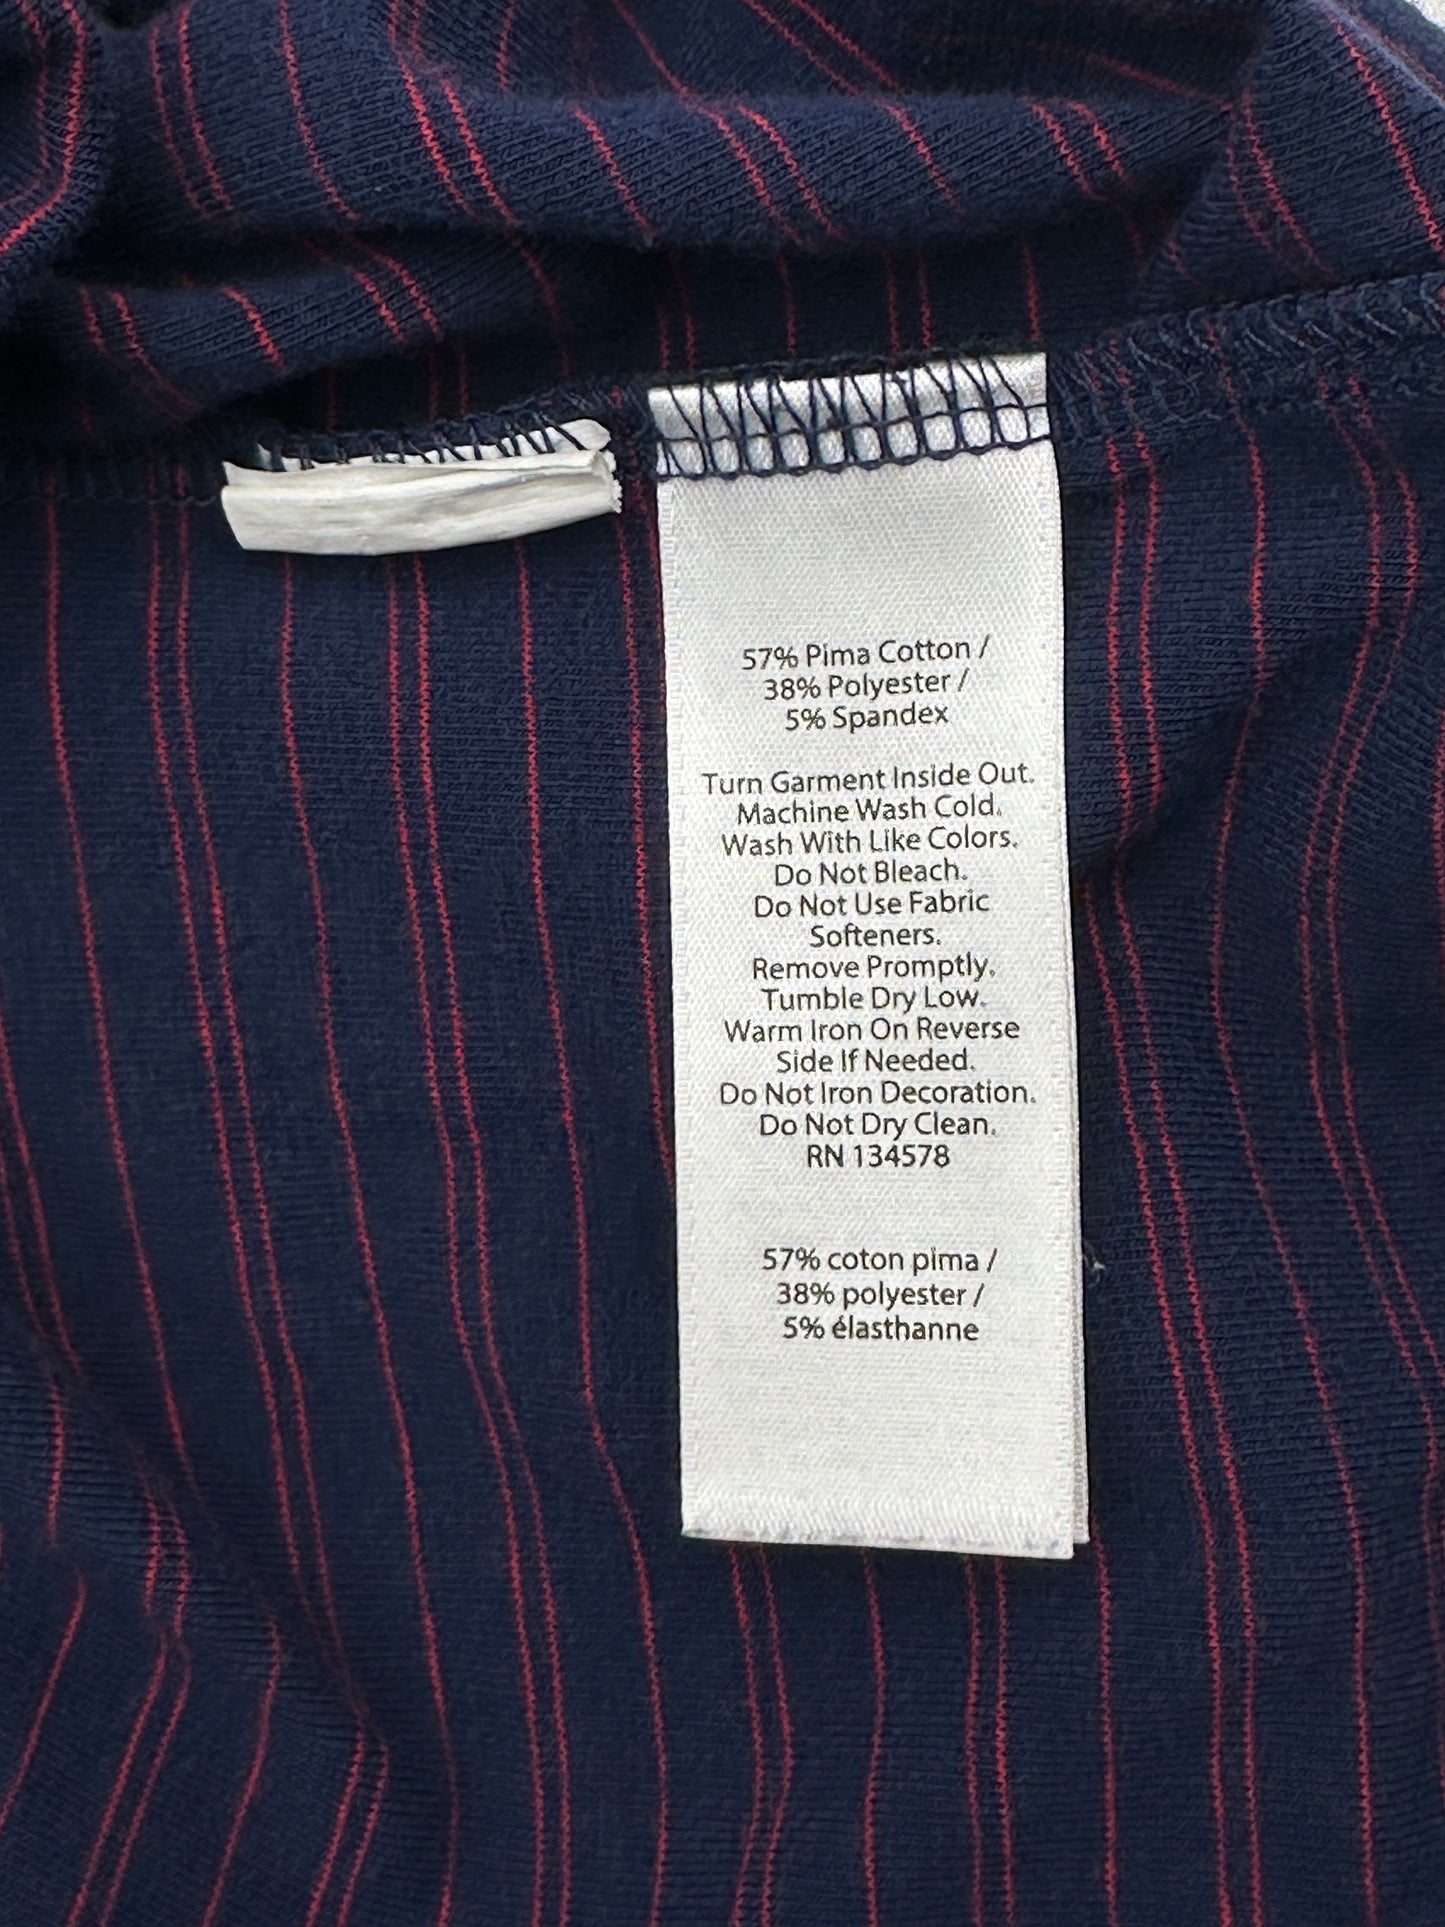 57% Pima Cotton /
38% Polyester /
5% Spandex
Turn Garment Inside Out.
Machine Wash Cold.
Wash With Like Colors.
Do Not Bleach.
Do Not Use Fabric
Softeners.
Remove Promptly.
Tumble Dry Low.
Warm Iron On Reverse
Side If Needed.
Do Not Iron Decoration.
Do Not Dry Clean.
RN 134578
57% coton pima /
38% polyester /
5% élasthanne